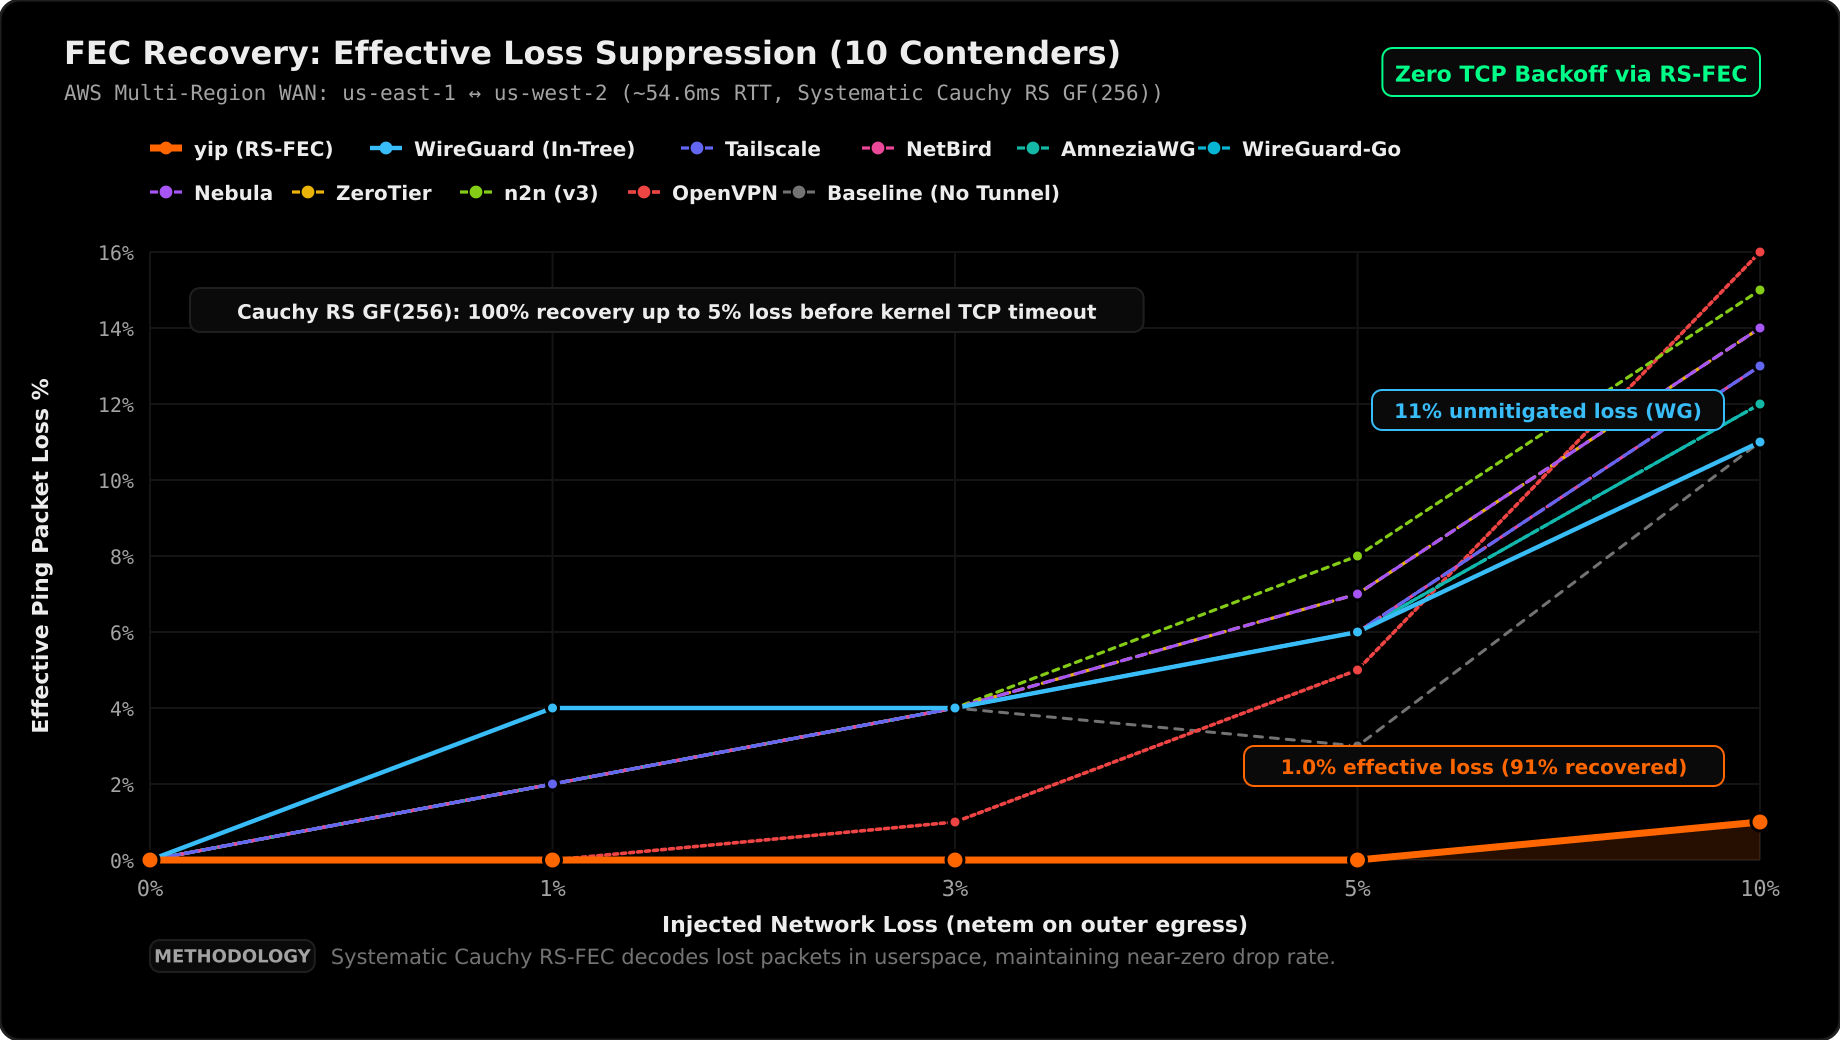 FEC Recovery: Effective Loss Suppression (10 Contenders)
AWS Multi-Region WAN: us-east-1 ↔ us-west-2 (~54.6ms RTT, Systematic Cauchy RS GF(256))
Zero TCP Backoff via RS-FEC
yip (RS-FEC) WireGuard (In-Tree) Tailscale NetBird AmneziaWG WireGuard-Go
Nebula ZeroTier n2n (v3) OpenVPN Baseline (No Tunnel)
16%
Cauchy RS GF(256): 100% recovery up to 5% loss before kernel TCP timeout
14%
12%
11% unmitigated loss (WG)
10%
8%
6%
4%
2%
0%
1.0% effective loss (91% recovered)
Effective Ping Packet Loss %
0% 1% 3% 5% 10%
Injected Network Loss (netem on outer egress)
METHODOLOGY Systematic Cauchy RS-FEC decodes lost packets in userspace, maintaining near-zero drop rate.